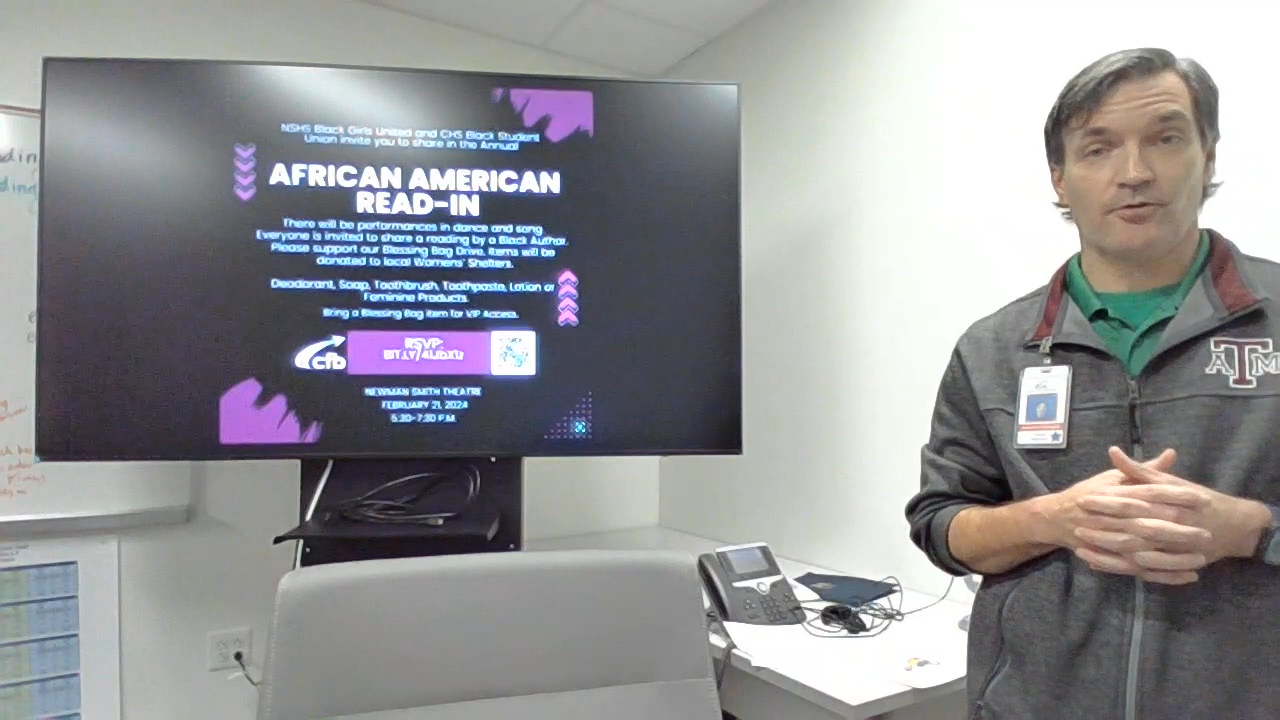 NSHS Black Girls United and CHS Black Student
Union invite you to share in the Annual
AFRICAN AMERICAN
READ-IN
There will be performances in dance and song.
Everyone is invited to share a reading by a Black Author.
Please support our Blessing Bag Drive. Items will be
donated to local Womens' Shelters.
Deodorant, Soap, Toothbrush, Toothpaste, Lotion or
Feminine Products.
Bring a Blessing Bag item for VIP Access.
cfb
RSVP:
NEWMAN SMITH THEATRE
FEBRUARY 21, 2024
5:30-7:30 P.M.
ATM